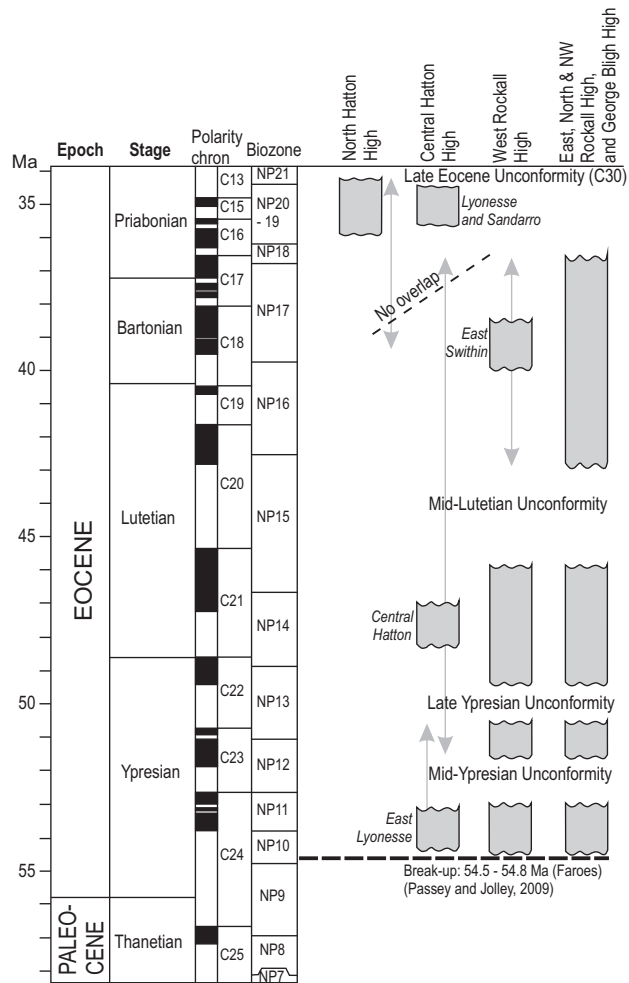 North Hatton
High
Central Hatton
High
West Rockall
High
East, North & NW
Rockall High,
and George Bligh High
Ma
Epoch
Stage
Polarity
chron
Biozone
35
40
45
50
55
EOCENE
PALEO-
CENE
Priabonian
Bartonian
Lutetian
Ypresian
Thanetian
C13
C15
C16
C17
C18
C19
C20
C21
C22
C23
C24
C25
NP21
NP20
- 19
NP18
NP17
NP16
NP15
NP14
NP13
NP12
NP11
NP10
NP9
NP8
NP7
Late Eocene Unconformity (C30)
Lyonesse
and Sandarro
No overlap
East
Swithin
Mid-Lutetian Unconformity
Central
Hatton
Late Ypresian Unconformity
Mid-Ypresian Unconformity
East
Lyonesse
Break-up: 54.5 - 54.8 Ma (Faroes)
(Passey and Jolley, 2009)